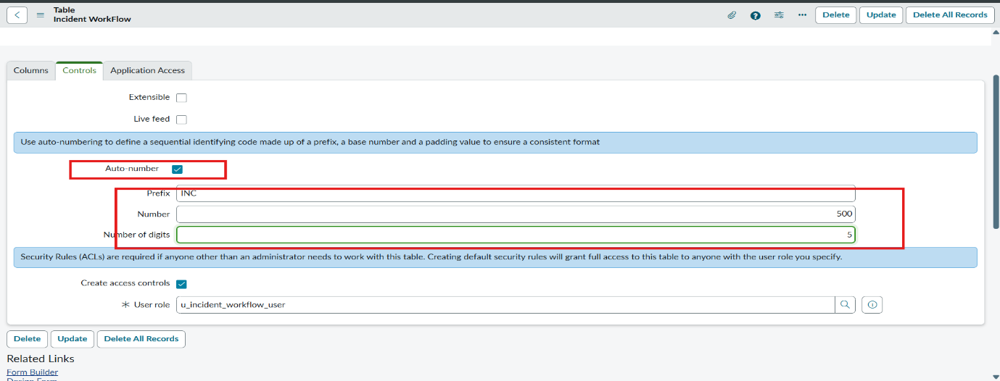 Table
Incident WorkFlow
Delete
Update
Delete All Records
Columns
Controls
Application Access
Extensible
Live feed
Use auto-numbering to define a sequential identifying code made up of a prefix, a base number and a padding value to ensure a consistent format
Auto-number
Prefix INC
Number 500
Number of digits 5
Security Rules (ACLs) are required if anyone other than an administrator needs to work with this table. Creating default security rules will grant full access to this table to anyone with the user role you specify.
Create access controls
User role u_incident_workflow_user
Delete
Update
Delete All Records
Related Links
Form Builder
Design Form